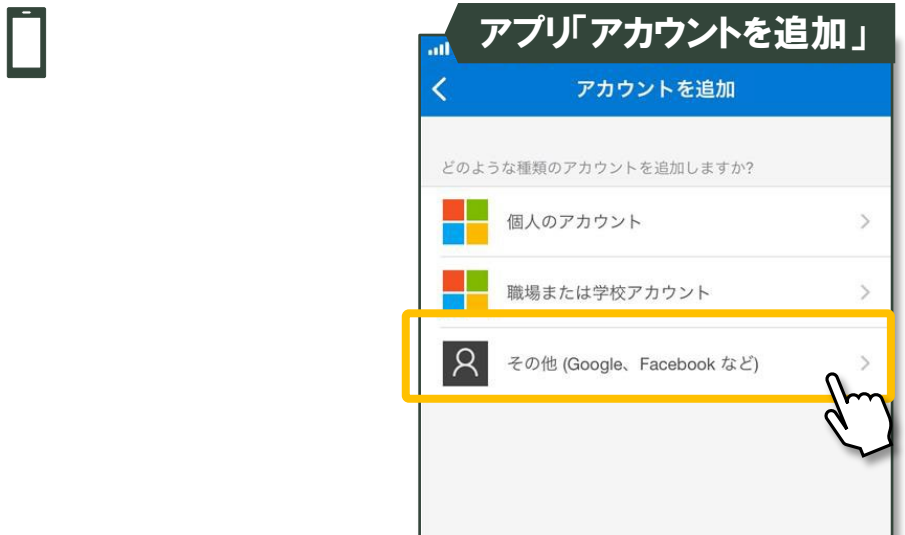 アプリ「アカウントを追加」
アカウントを追加
どのような種類のアカウントを追加しますか?
個人のアカウント
職場または学校アカウント
その他 (Google、Facebook など)